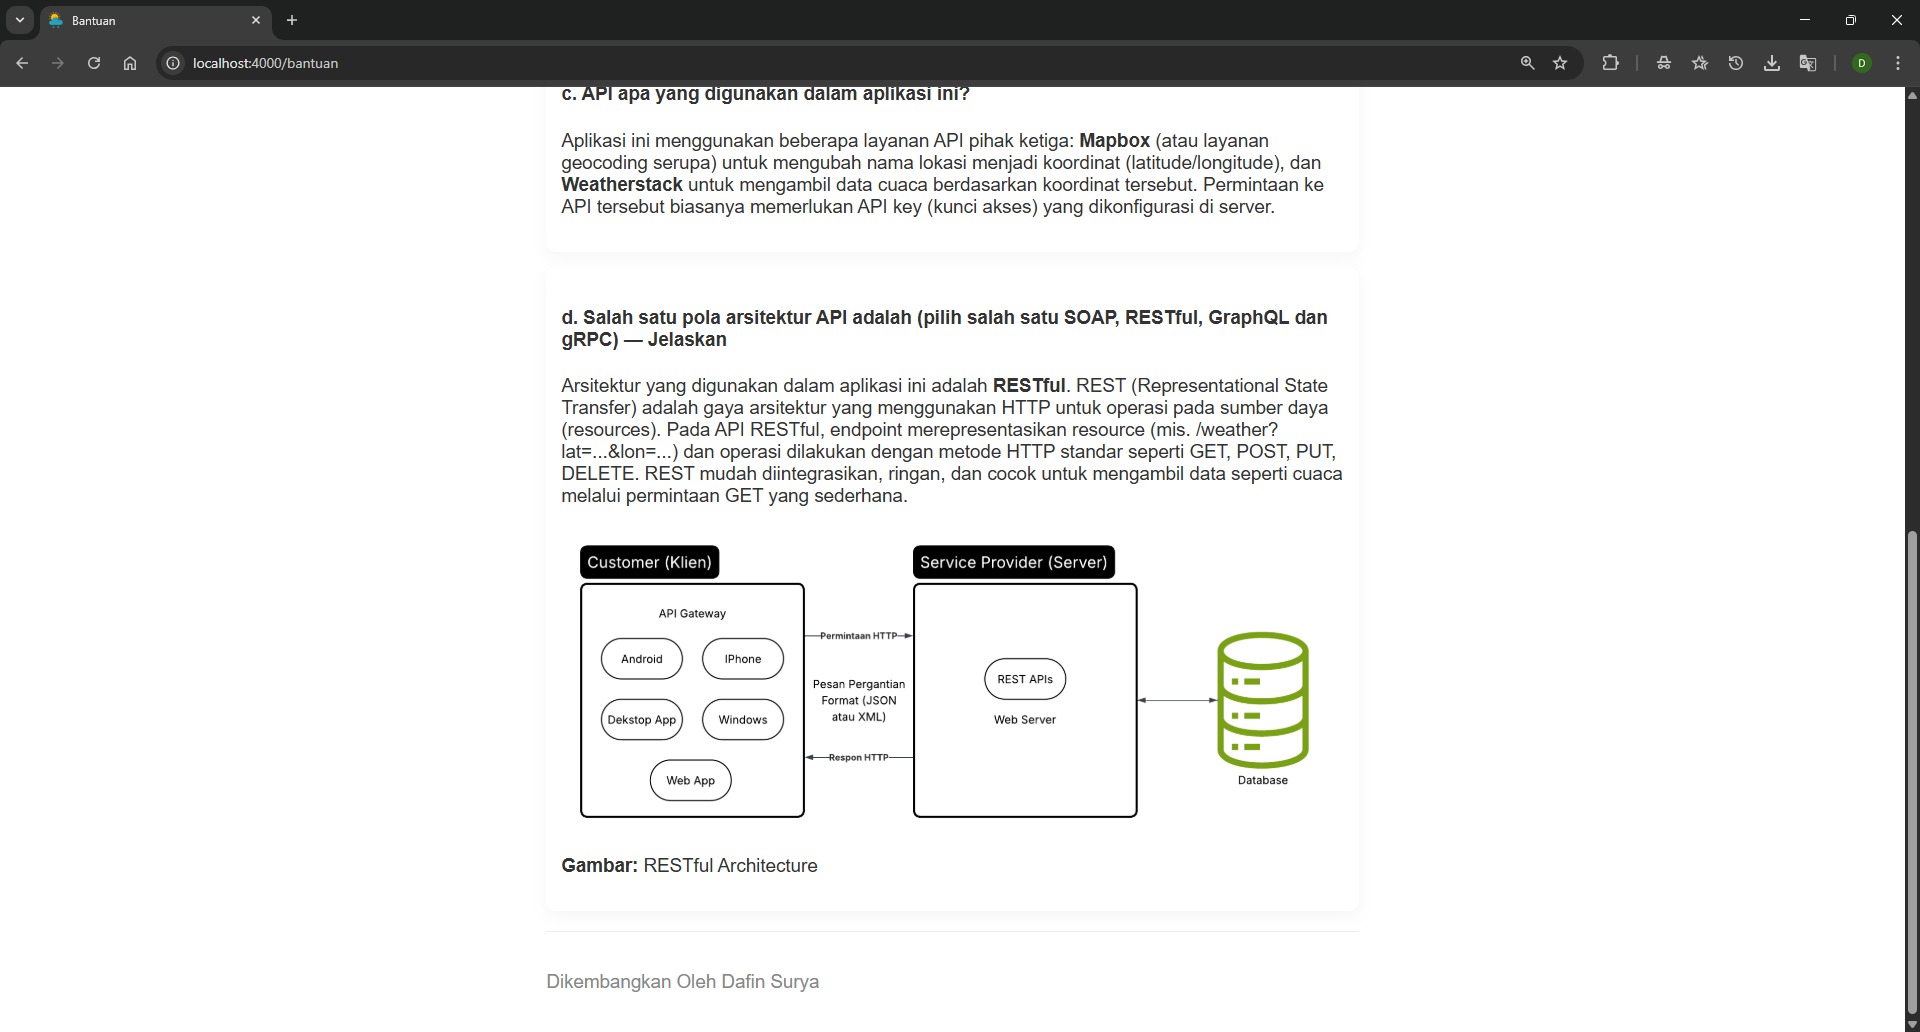 Bantuan
localhost:4000/bantuan
D
c. API apa yang digunakan dalam aplikasi ini?
Aplikasi ini menggunakan beberapa layanan API pihak ketiga: Mapbox (atau layanan
geocoding serupa) untuk mengubah nama lokasi menjadi koordinat (latitude/longitude), dan
Weatherstack untuk mengambil data cuaca berdasarkan koordinat tersebut. Permintaan ke
API tersebut biasanya memerlukan API key (kunci akses) yang dikonfigurasi di server.
d. Salah satu pola arsitektur API adalah (pilih salah satu SOAP, RESTful, GraphQL dan
gRPC) — Jelaskan
Arsitektur yang digunakan dalam aplikasi ini adalah RESTful. REST (Representational State
Transfer) adalah gaya arsitektur yang menggunakan HTTP untuk operasi pada sumber daya
(resources). Pada API RESTful, endpoint merepresentasikan resource (mis. /weather?
lat=...&lon=...) dan operasi dilakukan dengan metode HTTP standar seperti GET, POST, PUT,
DELETE. REST mudah diintegrasikan, ringan, dan cocok untuk mengambil data seperti cuaca
melalui permintaan GET yang sederhana.
Customer (Klien)
API Gateway
Android
IPhone
Dekstop App
Windows
Web App
Permintaan HTTP
Pesan Pergantian
Format (JSON
atau XML)
Respon HTTP
Service Provider (Server)
REST APIs
Web Server
Database
Gambar: RESTful Architecture
Dikembangkan Oleh Dafin Surya